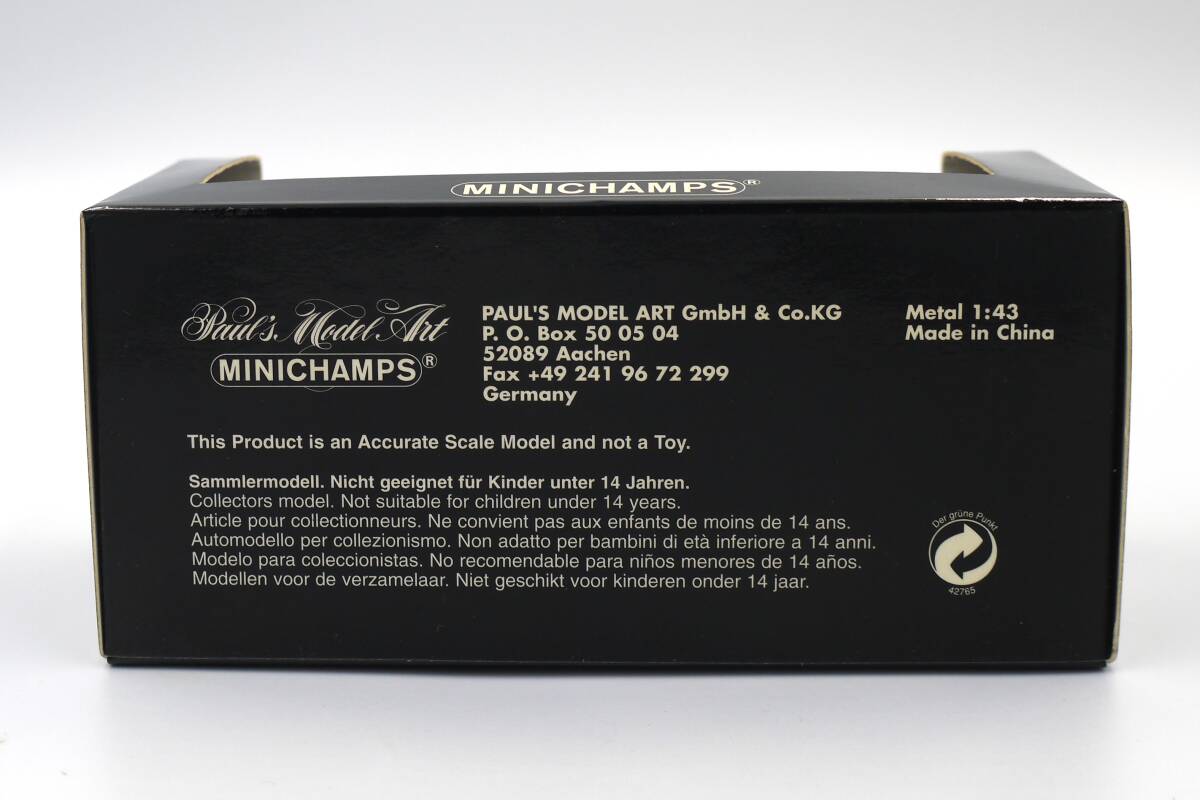 MINICHAMPS®
Paul's Model Art
MINICHAMPS®
PAUL'S MODEL ART GmbH & Co.KG
P. O. Box 50 05 04
52089 Aachen
Fax +49 241 96 72 299
Germany
Metal 1:43
Made in China
This Product is an Accurate Scale Model and not a Toy.
Sammlermodell. Nicht geeignet für Kinder unter 14 Jahren.
Collectors model. Not suitable for children under 14 years.
Article pour collectionneurs. Ne convient pas aux enfants de moins de 14 ans.
Automodello per collezionismo. Non adatto per bambini di età inferiore a 14 anni.
Modelo para coleccionistas. No recomendable para niños menores de 14 años.
Modellen voor de verzamelaar. Niet geschikt voor kinderen onder 14 jaar.
Der grüne Punkt
42765